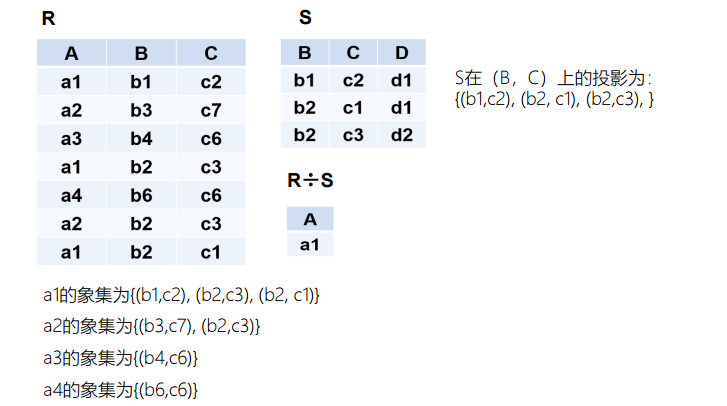 R
A B C
a1 b1 c2
a2 b3 c7
a3 b4 c6
a1 b2 c3
a4 b6 c6
a2 b2 c3
a1 b2 c1
S
B C D
b1 c2 d1
b2 c1 d1
b2 c3 d2
S在（B，C）上的投影为：
{(b1,c2), (b2, c1), (b2,c3), }
R÷S
A
a1
a1的象集为{(b1,c2), (b2,c3), (b2, c1)}
a2的象集为{(b3,c7), (b2,c3)}
a3的象集为{(b4,c6)}
a4的象集为{(b6,c6)}